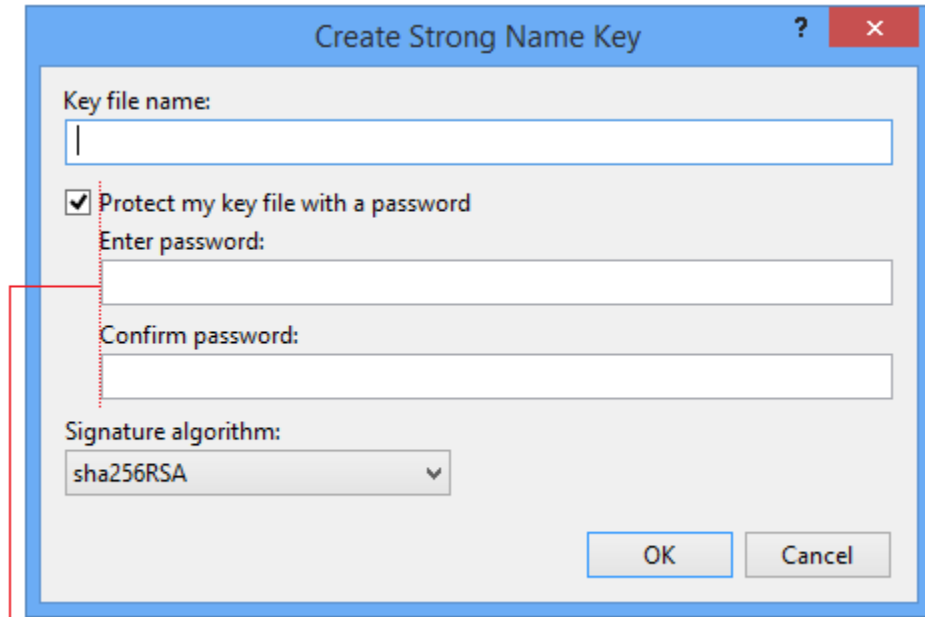 Create Strong Name Key
?
Key file name:
Protect my key file with a password
Enter password:
Confirm password:
Signature algorithm:
sha256RSA
OK Cancel